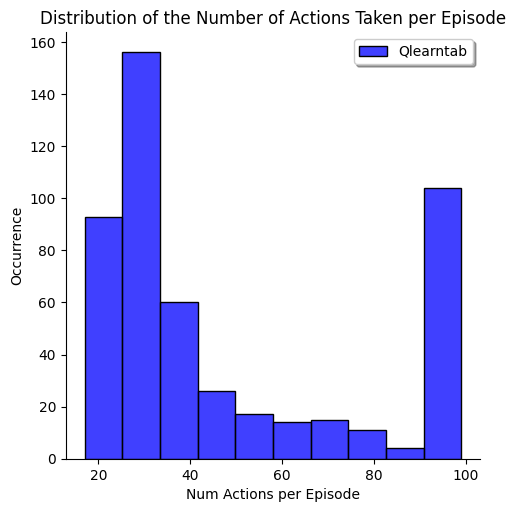 Distribution of the Number of Actions Taken per Episode
Qlearntab
160
140
120
100
80
60
40
20
0
Occurrence
20 40 60 80 100
Num Actions per Episode